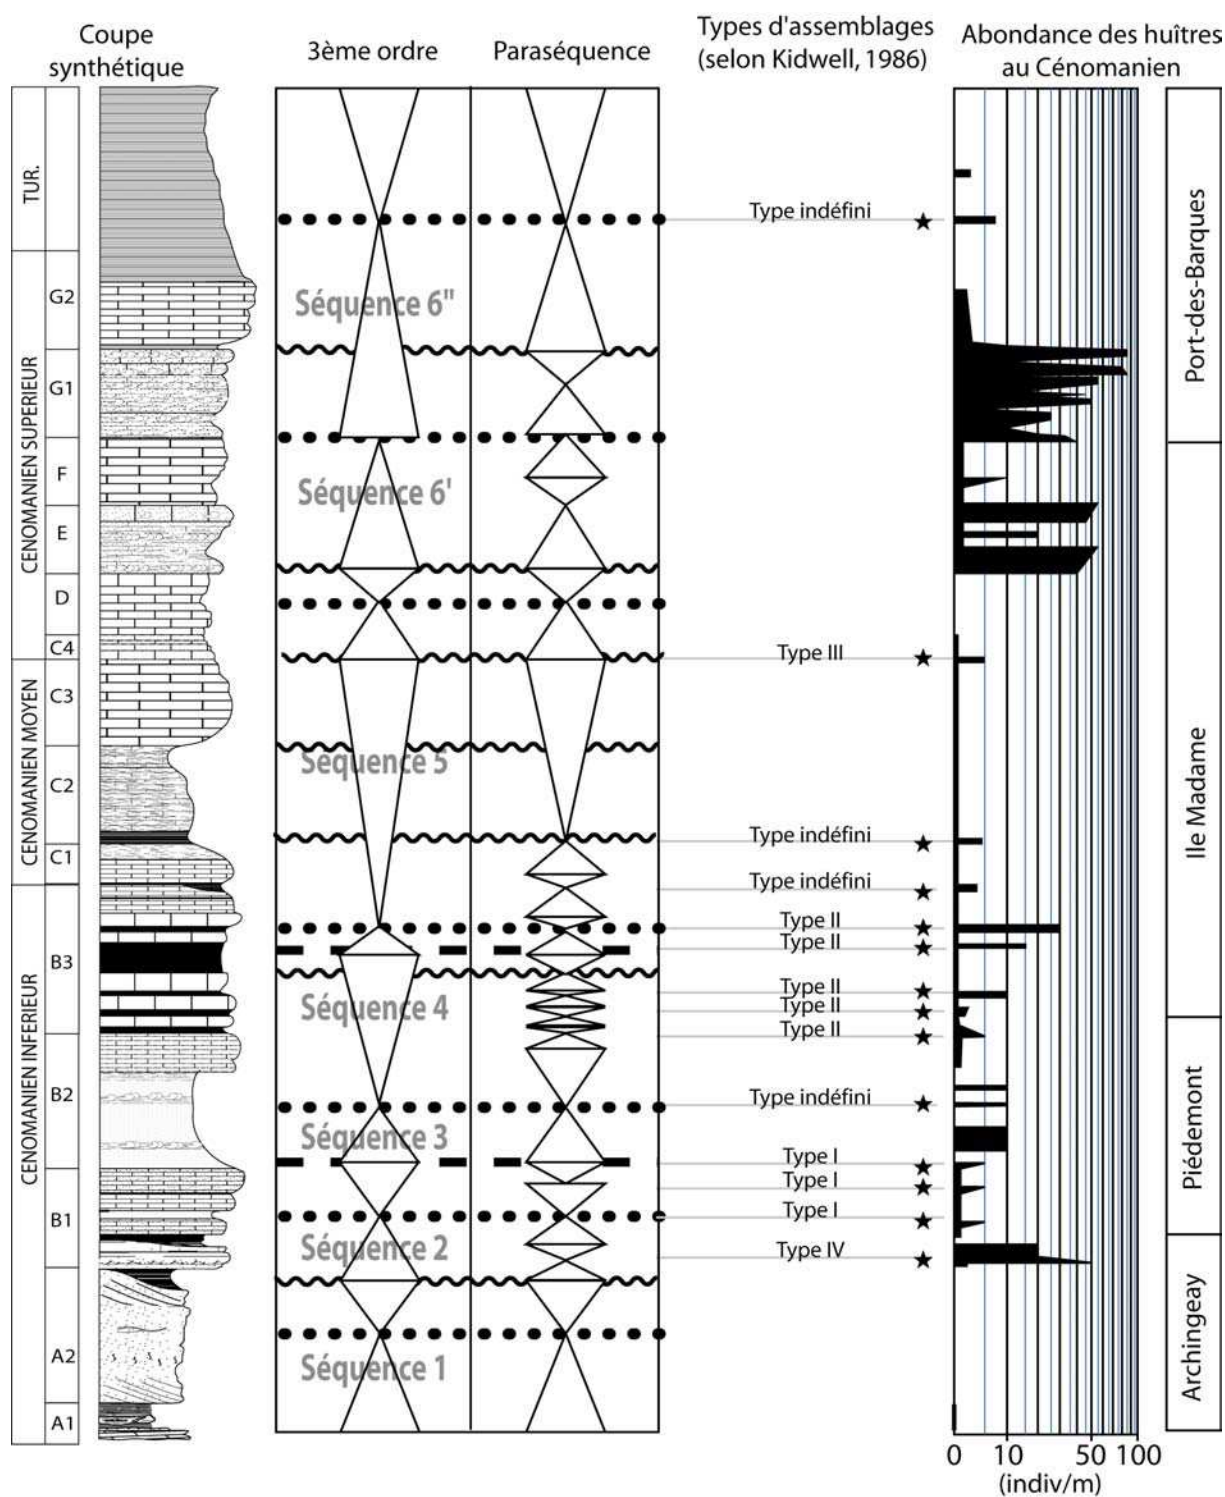 Coupe
synthétique
3ème ordre
Paraséquence
Types d'assemblages
(selon Kidwell, 1986)
Abondance des huîtres
au Cénomanien
TUR.
CENOMANIEN SUPERIEUR
CENOMANIEN MOYEN
CENOMANIEN INFERIEUR
G2
G1
F
E
D
C4
C3
C2
C1
B3
B2
B1
A2
A1
Séquence 6"
Séquence 6'
Séquence 5
Séquence 4
Séquence 3
Séquence 2
Séquence 1
Type indéfini
Type III
Type indéfini
Type indéfini
Type II
Type II
Type II
Type II
Type II
Type indéfini
Type I
Type I
Type I
Type IV
Port-des-Barques
Ile Madame
Piédemont
Archingeay
0 10 50 100
(indiv/m)